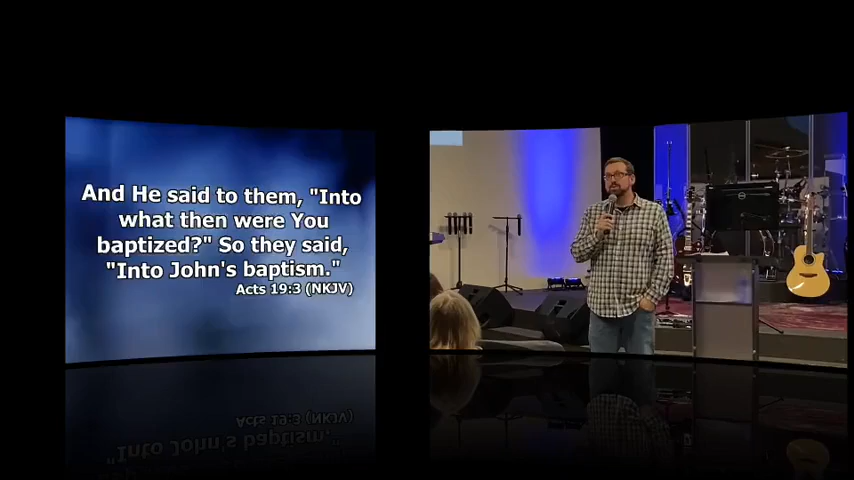 And He said to them, "Into
what then were You
baptized?" So they said,
"Into John's baptism."
Acts 19:3 (NKJV)